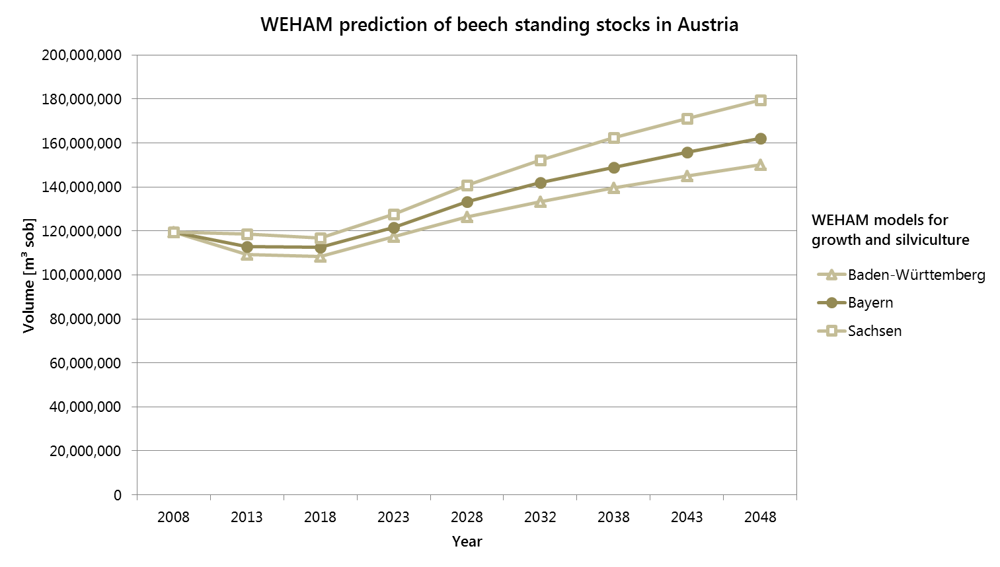 WEHAM prediction of beech standing stocks in Austria
200,000,000
180,000,000
160,000,000
140,000,000
120,000,000
100,000,000
80,000,000
60,000,000
40,000,000
20,000,000
0
Volume [m³ sob]
2008 2013 2018 2023 2028 2032 2038 2043 2048
Year
WEHAM models for
growth and silviculture
Baden-Württemberg
Bayern
Sachsen